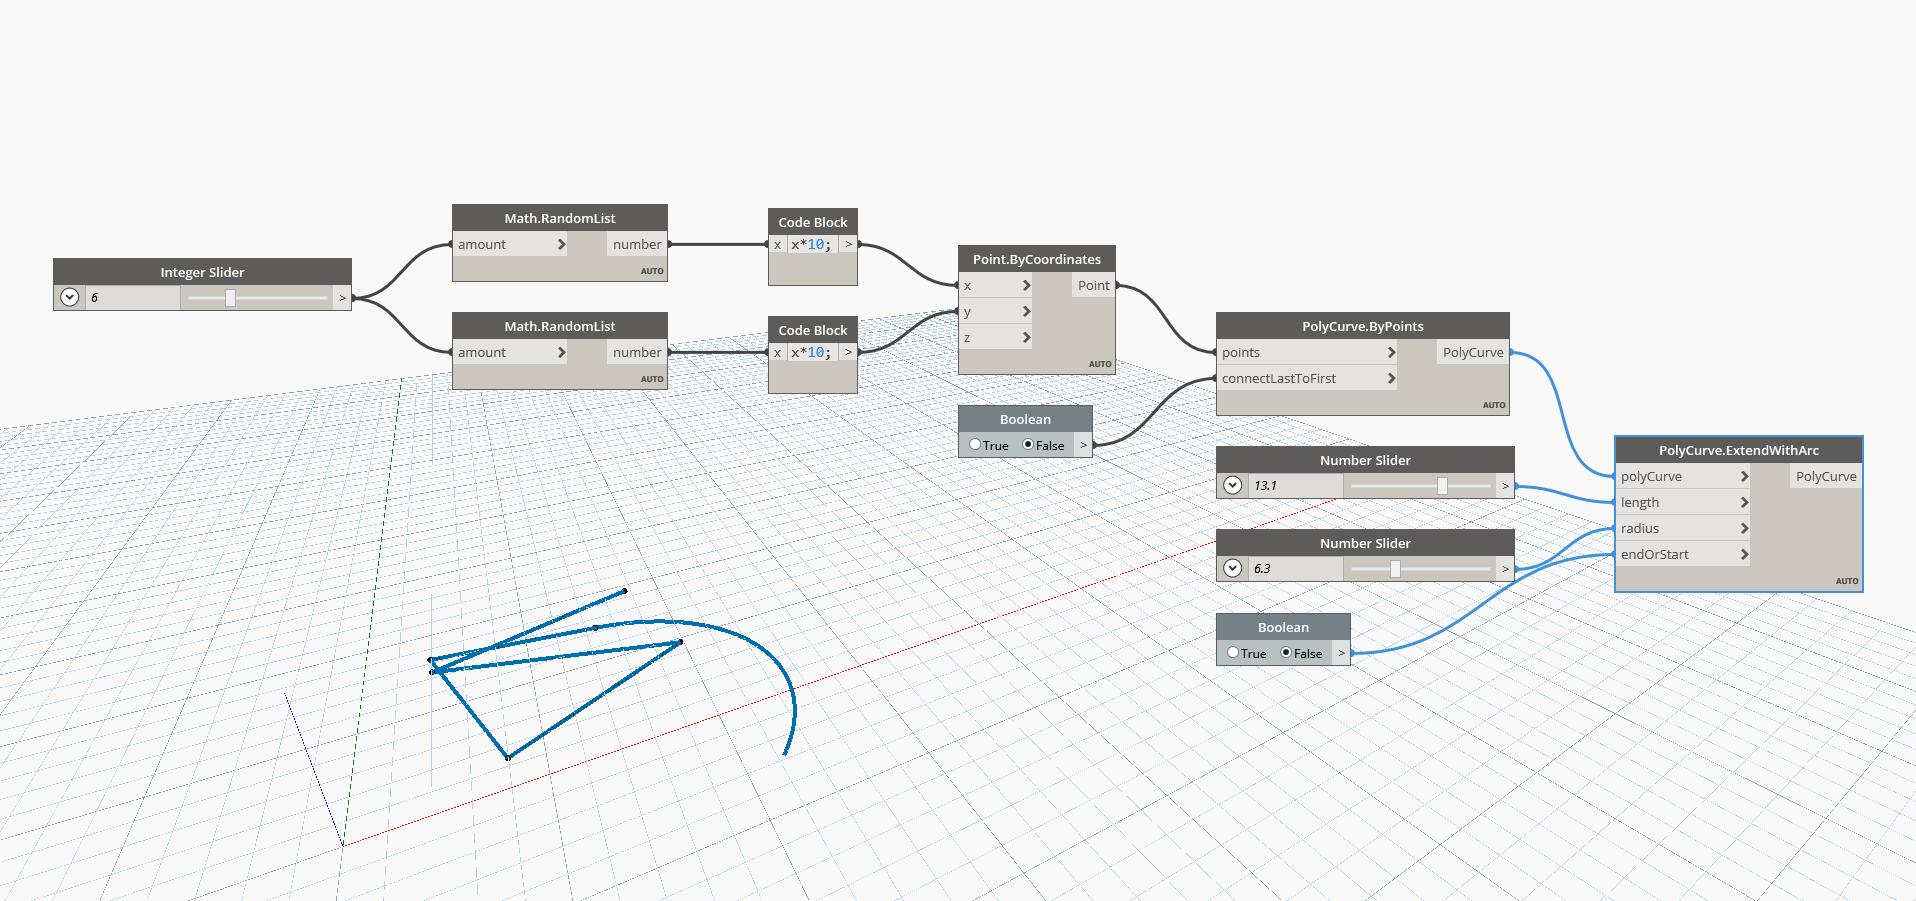 Integer Slider
6
>
Math.RandomList
amount > number
AUTO
Math.RandomList
amount > number
AUTO
Code Block
x x*10; >
Code Block
x x*10; >
Point.ByCoordinates
x > Point
y >
z >
AUTO
Boolean
True False >
PolyCurve.ByPoints
points > PolyCurve
connectLastToFirst >
AUTO
Number Slider
13.1 >
Number Slider
6.3 >
Boolean
True False >
PolyCurve.ExtendWithArc
polyCurve > PolyCurve
length >
radius >
endOrStart >
AUTO